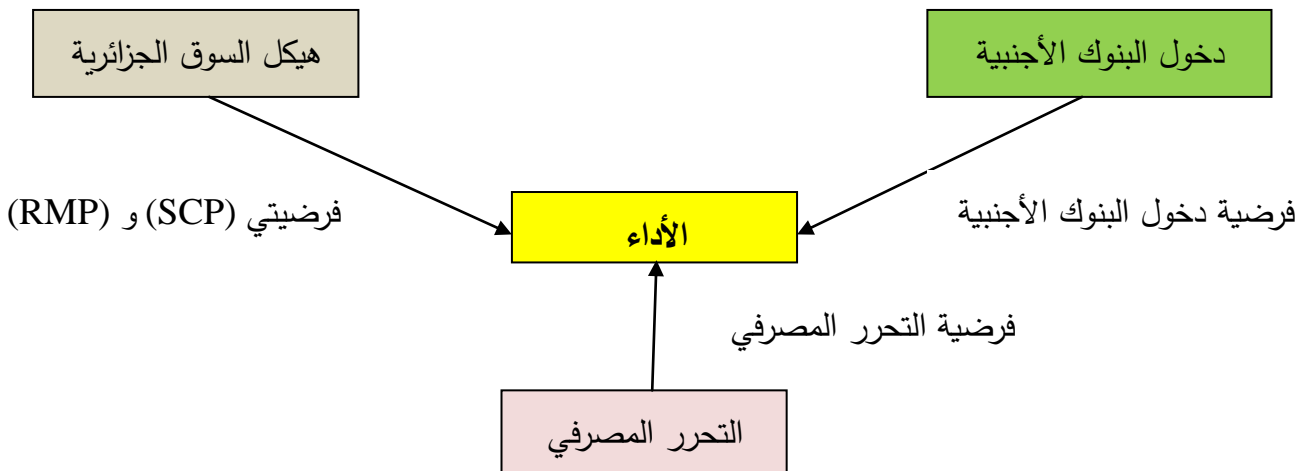 دخول البنوك الأجنبية
هيكل السوق الجزائرية
فرضية دخول البنوك الأجنبية
فرضيتي (SCP) و (RMP)
الأداء
فرضية التحرر المصرفي
التحرر المصرفي